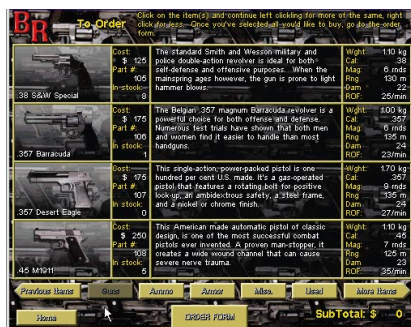 BR
To Order
Click on the item(s) and continue left clicking for more of the same, right
click for less. Once you've selected all you'd like to buy, go to the order
form.
Cost:
$ 125
Part #:
105
In stock:
8
The standard Smith and Wesson military and
police double-action revolver is ideal for both
self-defense and offensive purposes. When the
mainspring ages however, the gun is prone to light
hammer blows.
Wght: 1.10 kg
Cal: .38
Mag: 6 rnds
Rng: 130 m
Dam: 22
ROF: 25/min
.38 S&W Special
Cost:
$ 175
Part #:
106
In stock:
1
The Belgian .357 magnum Barracuda revolver is a
powerful choice for both offense and defense.
Numerous test trials have shown that both men
and women find it easier to handle than most
handguns.
Wght: 1.00 kg
Cal: .357
Mag: 6 rnds
Rng: 135 m
Dam: 24
ROF: 23/min
.357 Barracuda
Cost:
$ 175
Part #:
107
In stock:
0
This single-action, power-packed pistol is one
hundred per cent U.S. made. It's a gas-operated
pistol that features a rotating bolt for positive
lock-up, an ambidextrous safety, a steel frame,
and a nickel or chrome finish.
Wght: 1.70 kg
Cal: .357
Mag: 9 rnds
Rng: 135 m
Dam: 24
ROF: 27/min
.357 Desert Eagle
Cost:
$ 250
Part #:
108
In stock:
5
This American made automatic pistol of classic
design, is one of the most successful combat
pistols ever invented. A proven man-stopper, it
creates a wide wound channel that can cause
severe nerve trauma.
Wght: 1.10 kg
Cal: .45
Mag: 7 rnds
Rng: 125 m
Dam: 23
ROF: 35/min
.45 M1911
Previous Items
Guns
Ammo
Armor
Misc.
Used
More Items
Home
ORDER FORM
SubTotal: $ 0